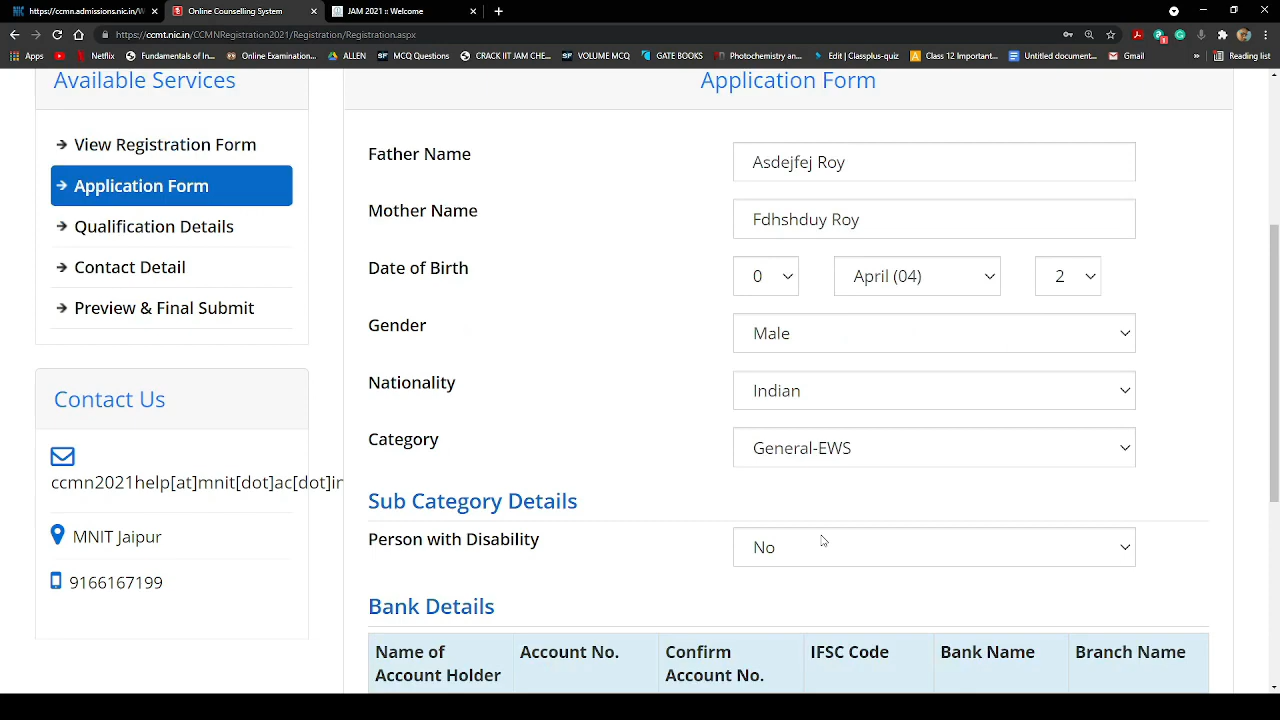 https://ccmn.admissions.nic.in/W
Online Counselling System
JAM 2021 :: Welcome
https://ccmt.nic.in/CCMNRegistration2021/Registration/Registration.aspx
Apps
Netflix
Fundamentals of In...
Online Examination...
ALLEN
MCQ Questions
CRACK IIT JAM CHE...
VOLUME MCQ
GATE BOOKS
Photochemistry an...
Edit | Classplus-quiz
Class 12 Important...
Untitled document...
Gmail
»
Reading list
Available Services
View Registration Form
Application Form
Qualification Details
Contact Detail
Preview & Final Submit
Contact Us
ccmn2021help[at]mnit[dot]ac[dot]in
MNIT Jaipur
9166167199
Application Form
Father Name
Asdejfej Roy
Mother Name
Fdhshduy Roy
Date of Birth
0
April (04)
2
Gender
Male
Nationality
Indian
Category
General-EWS
Sub Category Details
Person with Disability
No
Bank Details
Name of
Account Holder
Account No.
Confirm
Account No.
IFSC Code
Bank Name
Branch Name